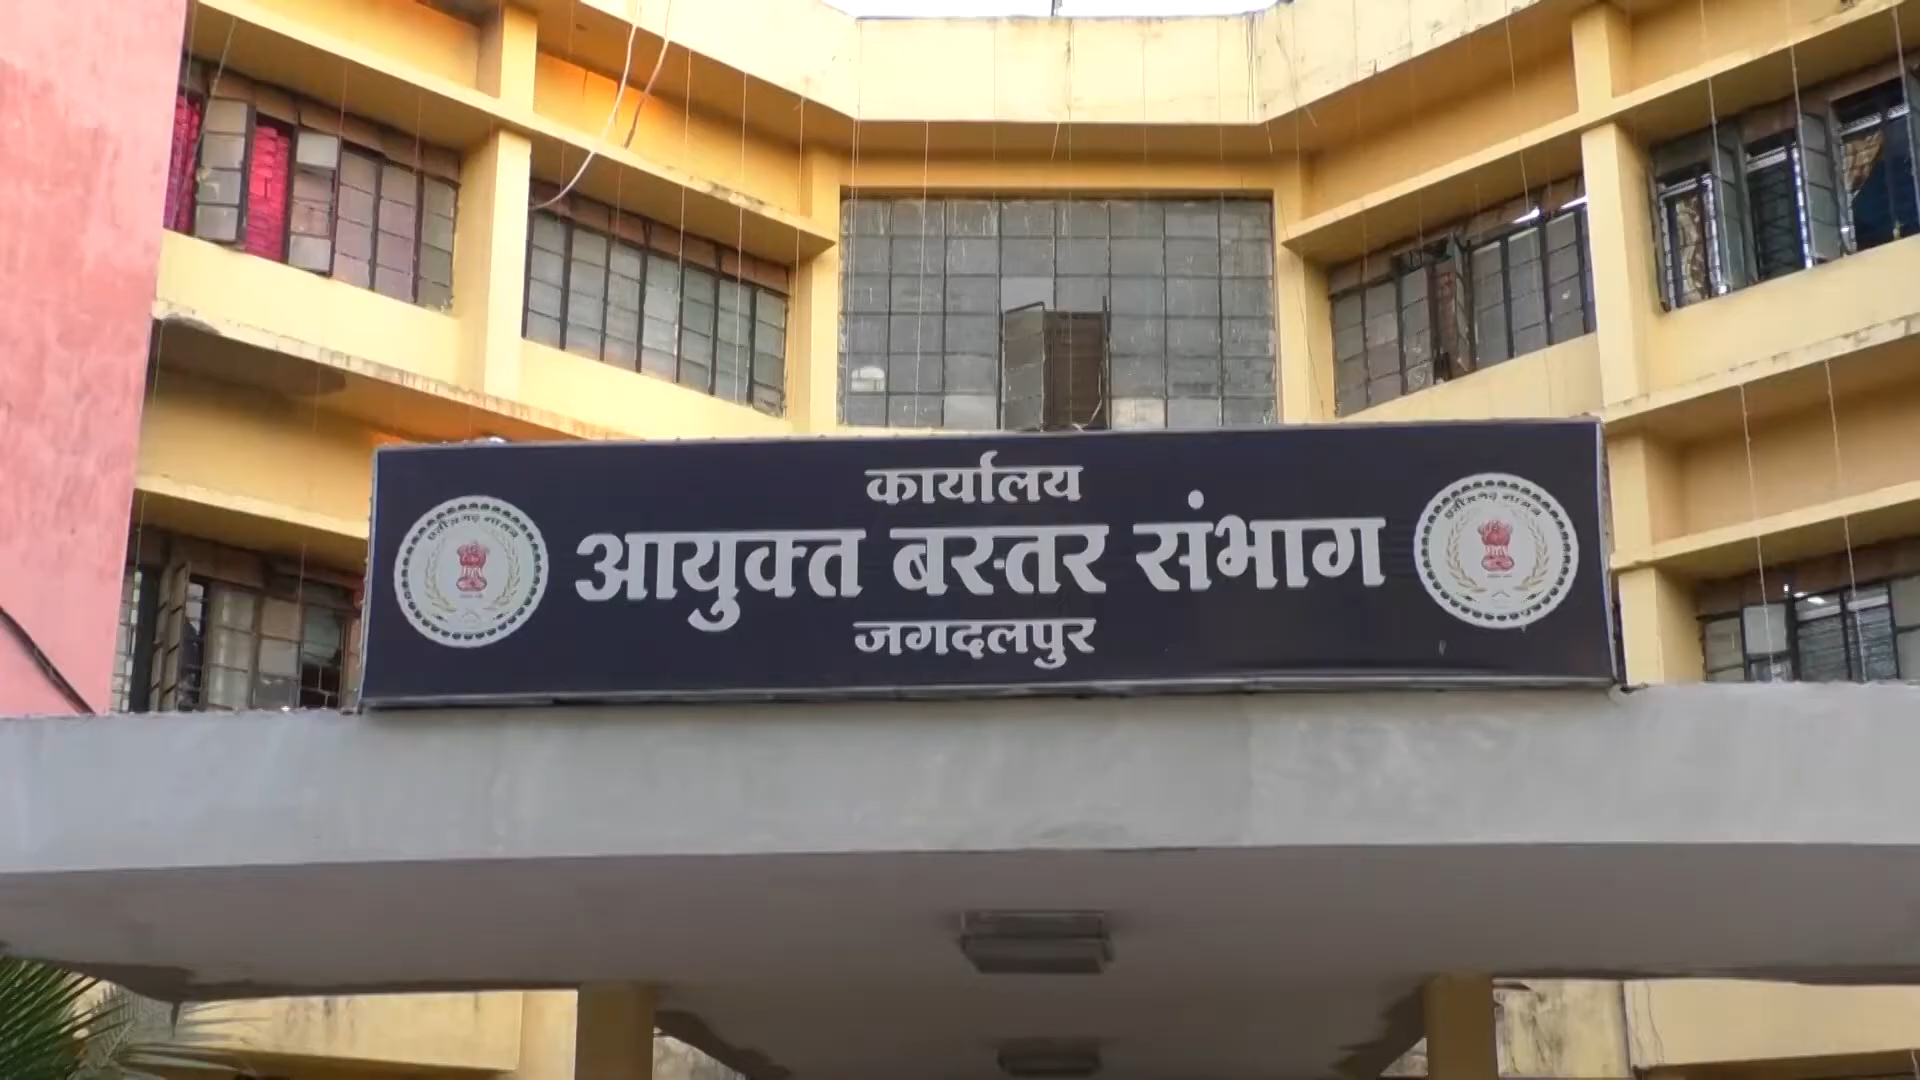 कार्यालय
आयुक्त बस्तर संभाग
जगदलपुर